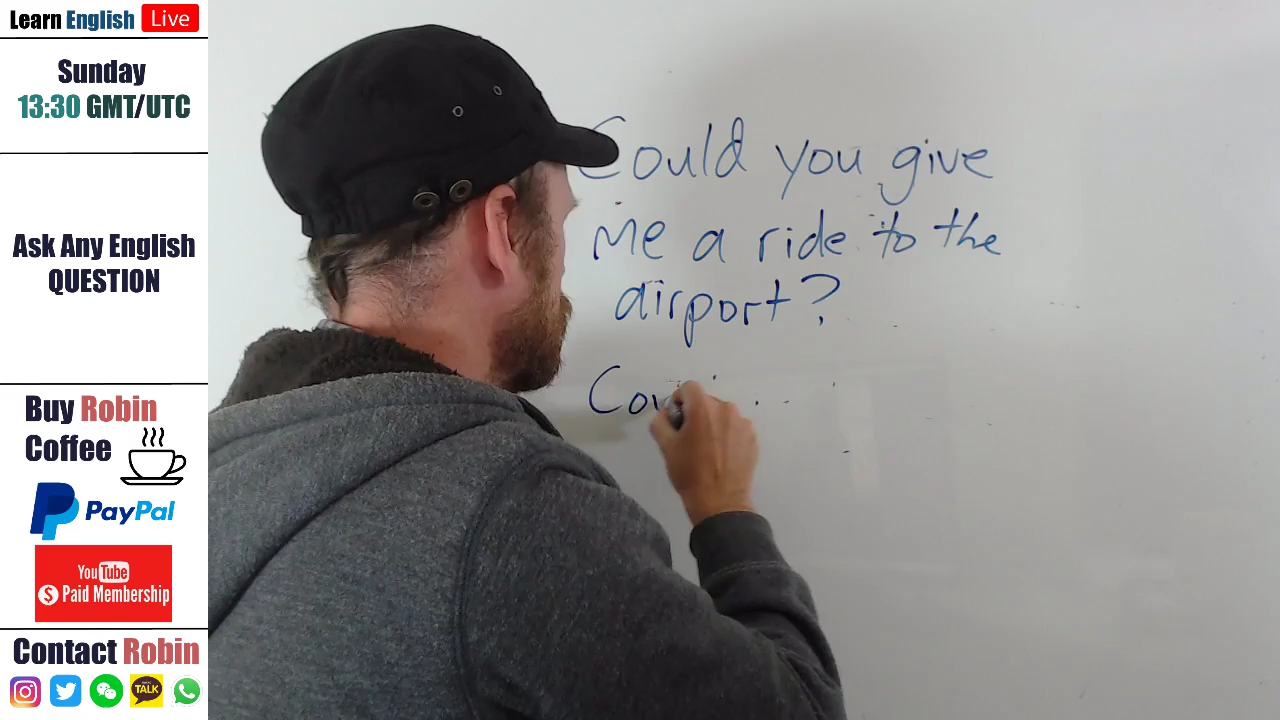 Learn English Live
Sunday
13:30 GMT/UTC
Ask Any English
QUESTION
Buy Robin
Coffee
PayPal
YouTube
$ Paid Membership
Contact Robin
TALK
Could you give
me a ride to the
airport?